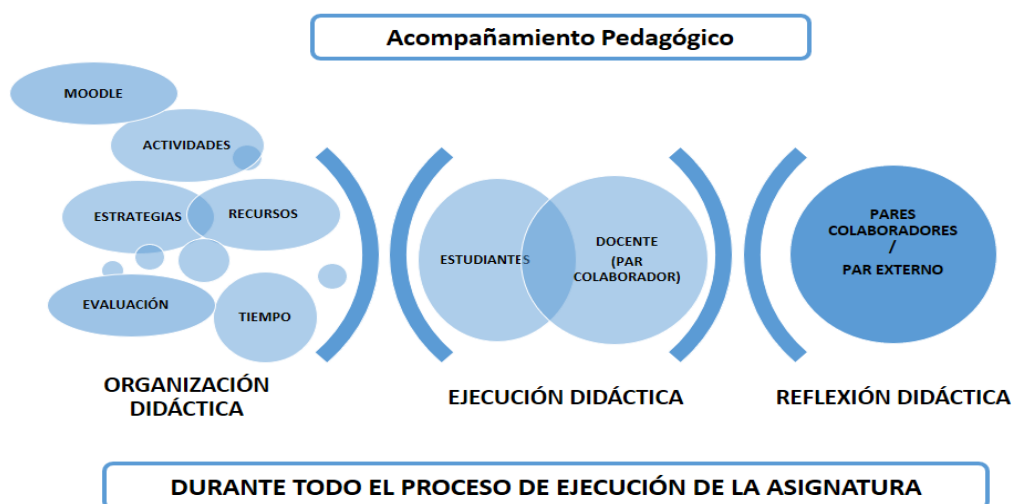 Acompañamiento Pedagógico
MOODLE
ACTIVIDADES
ESTRATEGIAS
RECURSOS
EVALUACIÓN
TIEMPO
ORGANIZACIÓN
DIDÁCTICA
ESTUDIANTES
DOCENTE
(PAR
COLABORADOR)
EJECUCIÓN DIDÁCTICA
PARES
COLABORADORES
/
PAR EXTERNO
REFLEXIÓN DIDÁCTICA
DURANTE TODO EL PROCESO DE EJECUCIÓN DE LA ASIGNATURA